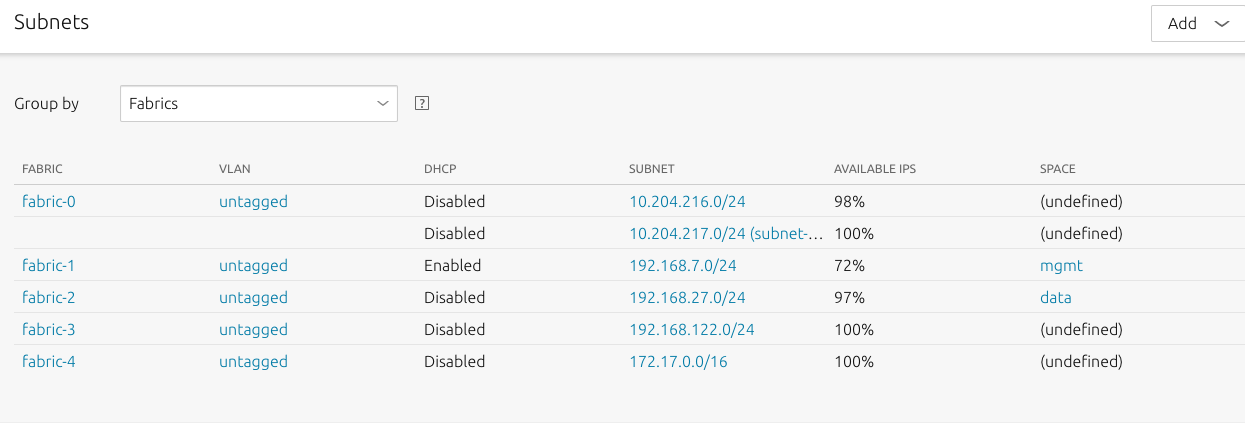 Subnets
Add
Group by Fabrics ?
FABRIC VLAN DHCP SUBNET AVAILABLE IPS SPACE
fabric-0 untagged Disabled 10.204.216.0/24 98% (undefined)
Disabled 10.204.217.0/24 (subnet-... 100% (undefined)
fabric-1 untagged Enabled 192.168.7.0/24 72% mgmt
fabric-2 untagged Disabled 192.168.27.0/24 97% data
fabric-3 untagged Disabled 192.168.122.0/24 100% (undefined)
fabric-4 untagged Disabled 172.17.0.0/16 100% (undefined)